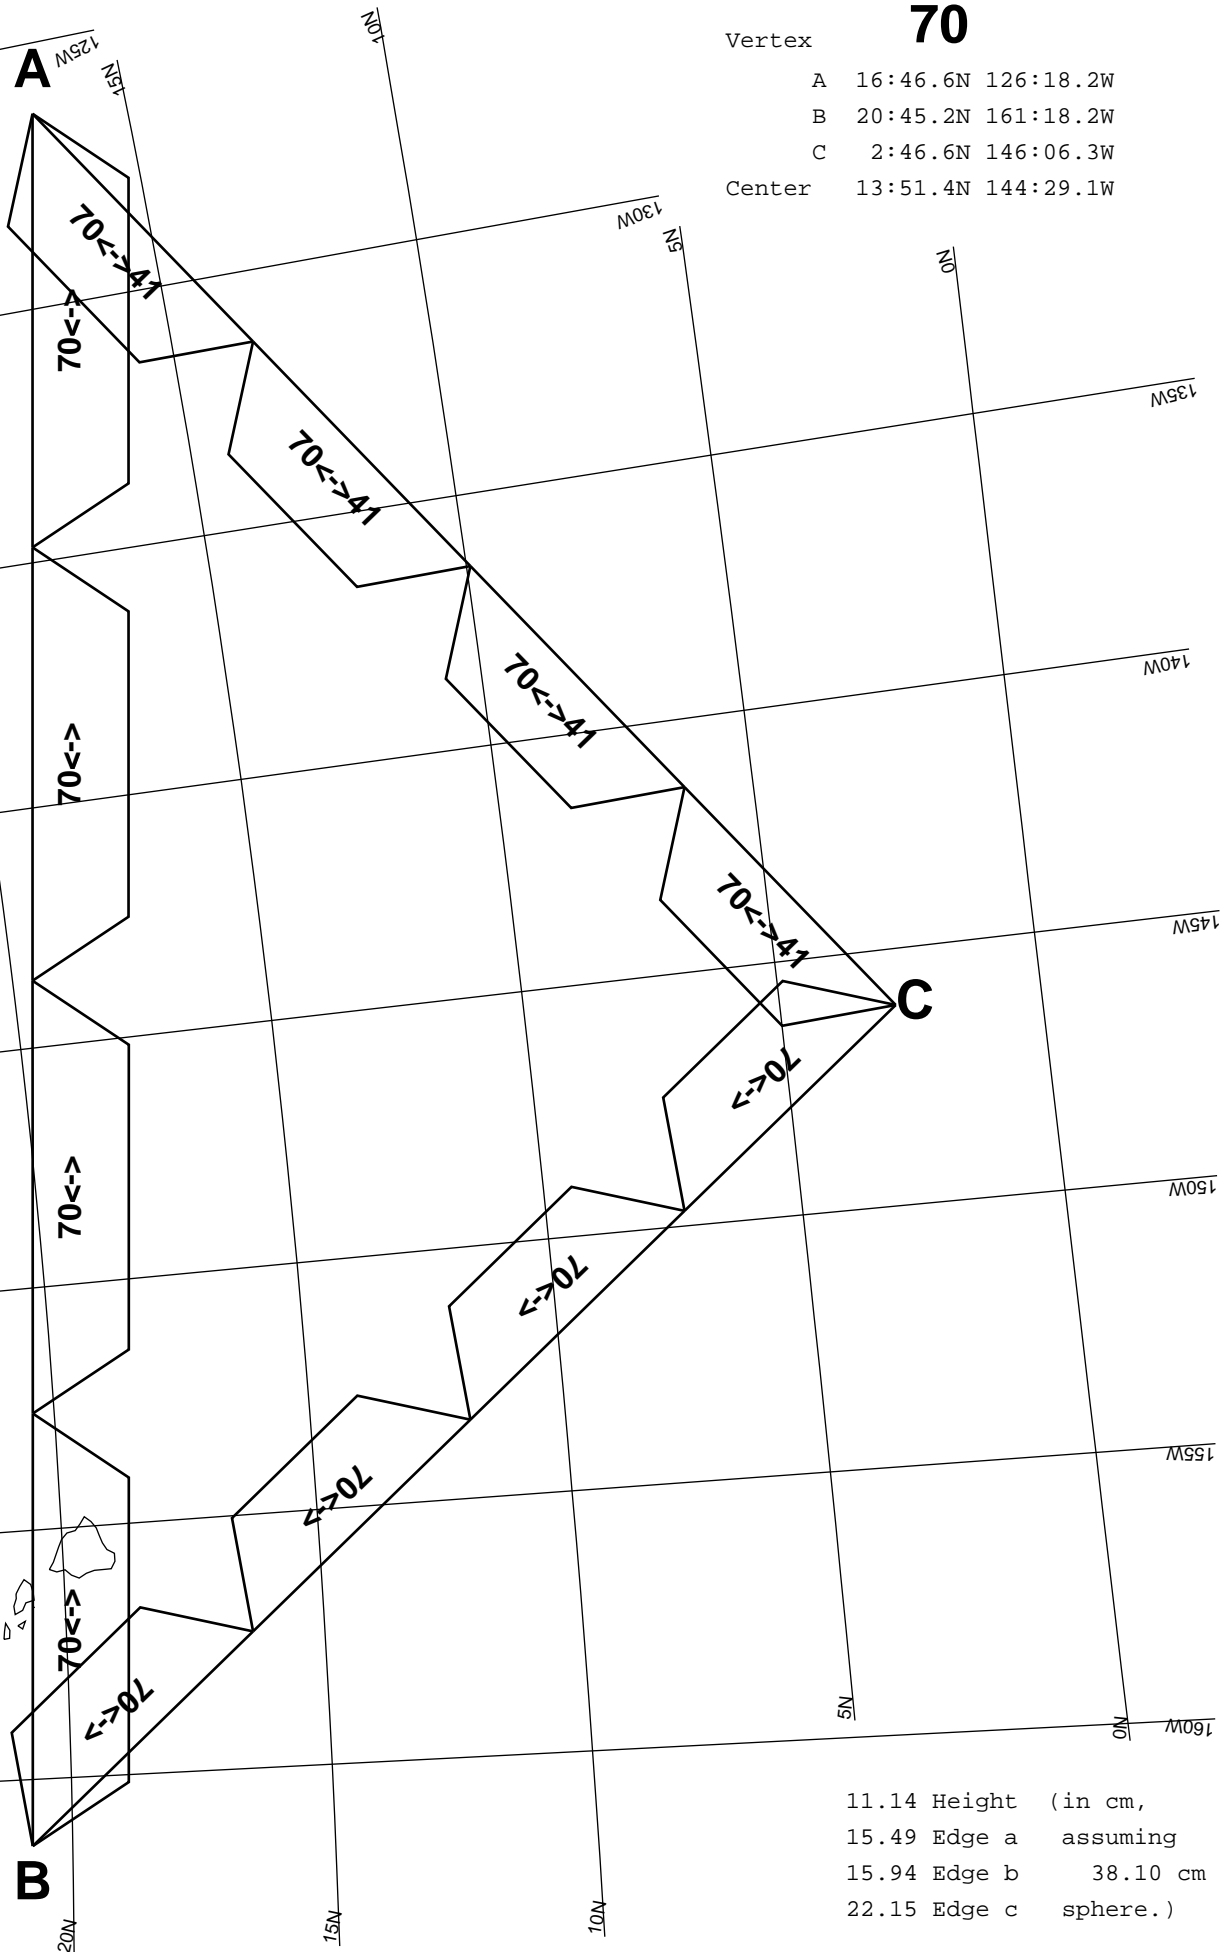 70
Vertex
A 16:46.6N 126:18.2W
B 20:45.2N 161:18.2W
C 2:46.6N 146:06.3W
Center 13:51.4N 144:29.1W
A
125W
15N
10N
130W
5N
0N
135W
140W
145W
150W
155W
160W
70<->41
70<->
70<->41
70<->41
70<->
70<->41
C
70<->
70<->
70<->
70<->
70<->
70<->
B
20N
15N
10N
5N
0N
11.14 Height (in cm,
15.49 Edge a assuming
15.94 Edge b 38.10 cm
22.15 Edge c sphere.)